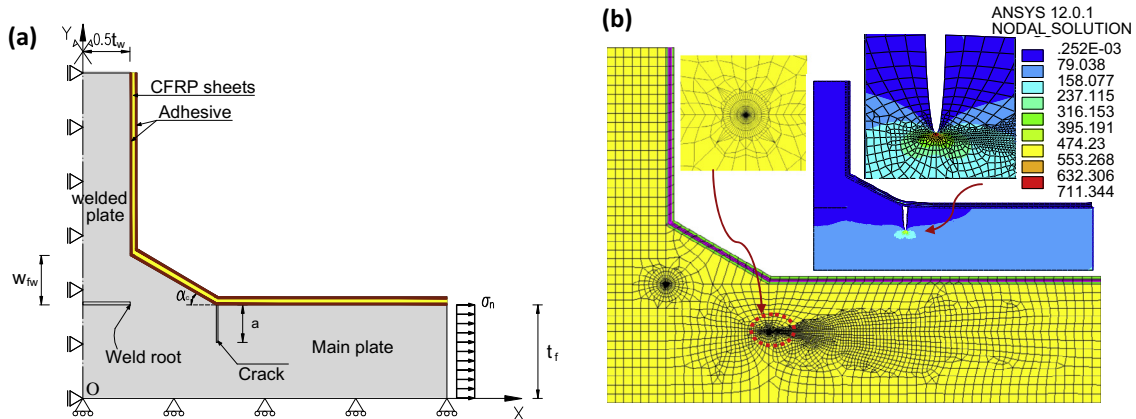 (a)
Y
0.5t_w
CFRP sheets
Adhesive
welded
plate
w_fw
α_c
σ_n
a
t_f
Weld root
Crack
Main plate
O
X
(b)
ANSYS 12.0.1
NODAL SOLUTION
.252E-03
79.038
158.077
237.115
316.153
395.191
474.23
553.268
632.306
711.344